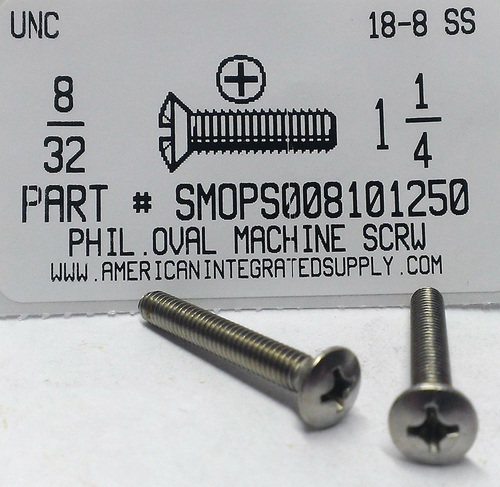 UNC 18-8 SS
8/32 1 1/4
PART # SMOPS008101250
PHIL.OVAL MACHINE SCRW
WWW.AMERICANINTEGRATEDSUPPLY.COM